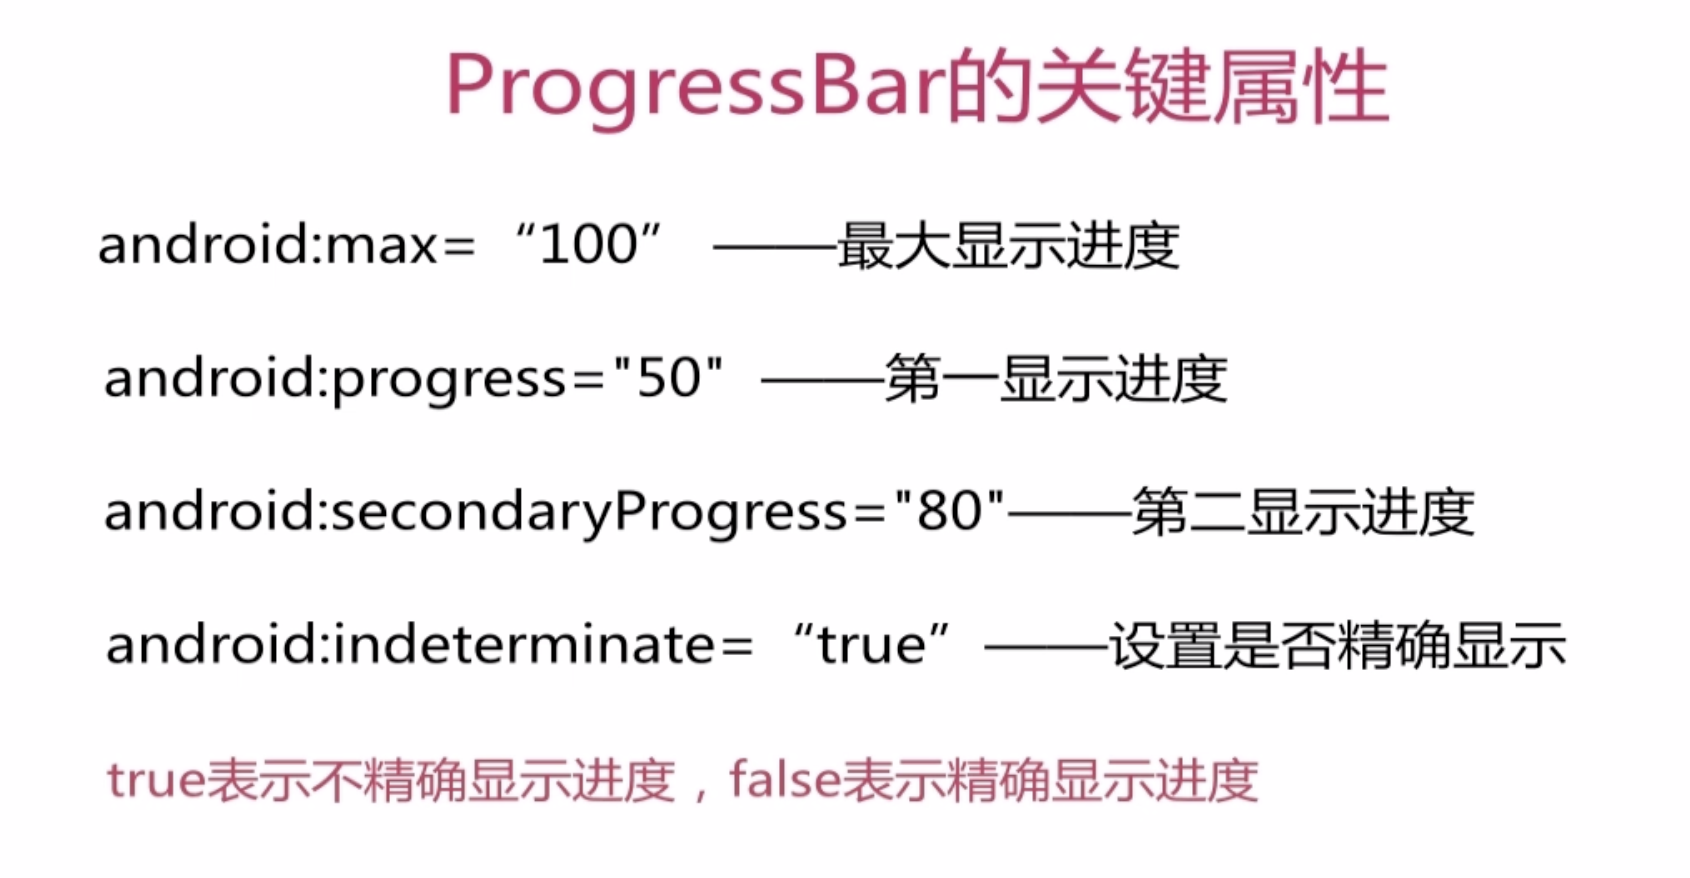 ProgressBar的关键属性
android:max= “100” ——最大显示进度
android:progress="50" ——第一显示进度
android:secondaryProgress="80"——第二显示进度
android:indeterminate= “true” ——设置是否精确显示
true表示不精确显示进度，false表示精确显示进度